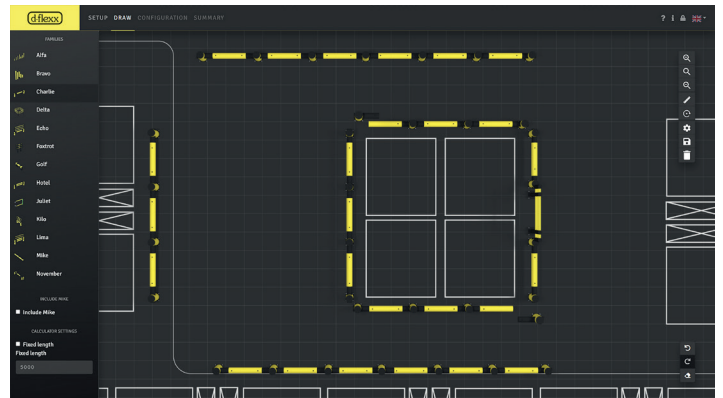 d-flexx
SETUP DRAW CONFIGURATION SUMMARY
? i
FAMILIES
Alfa
Bravo
Charlie
Delta
Echo
Foxtrot
Golf
Hotel
Juliet
Kilo
Lima
Mike
November
INCLUDE MIKE
Include Mike
CALCULATOR SETTINGS
Fixed length
Fixed length
5000